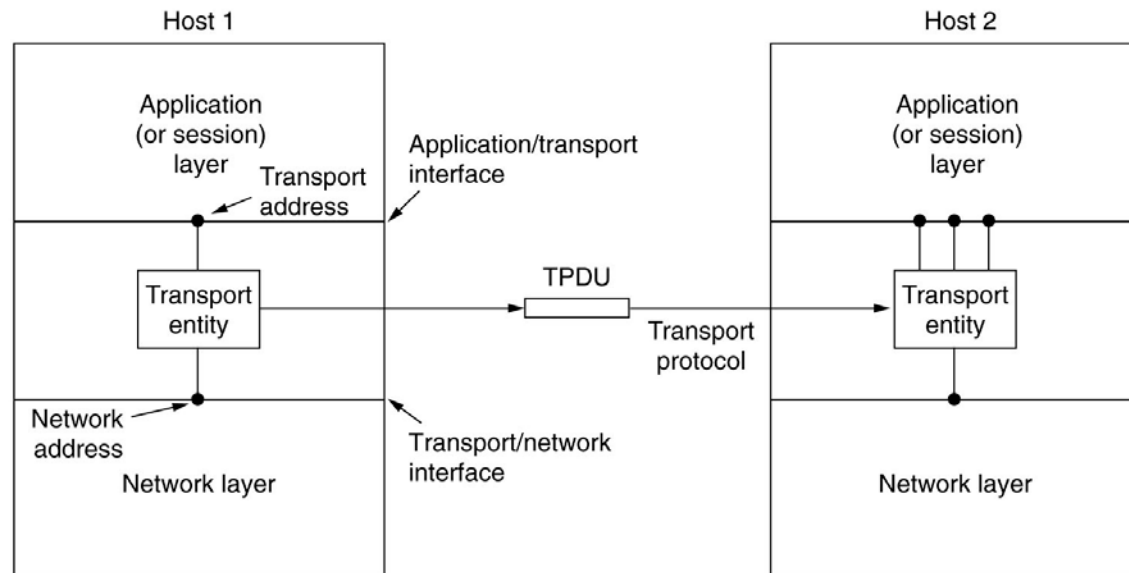 Host 1
Host 2
Application
(or session)
layer
Transport
address
Application/transport
interface
Application
(or session)
layer
Transport
entity
TPDU
Transport
protocol
Transport
entity
Network
address
Transport/network
interface
Network layer
Network layer